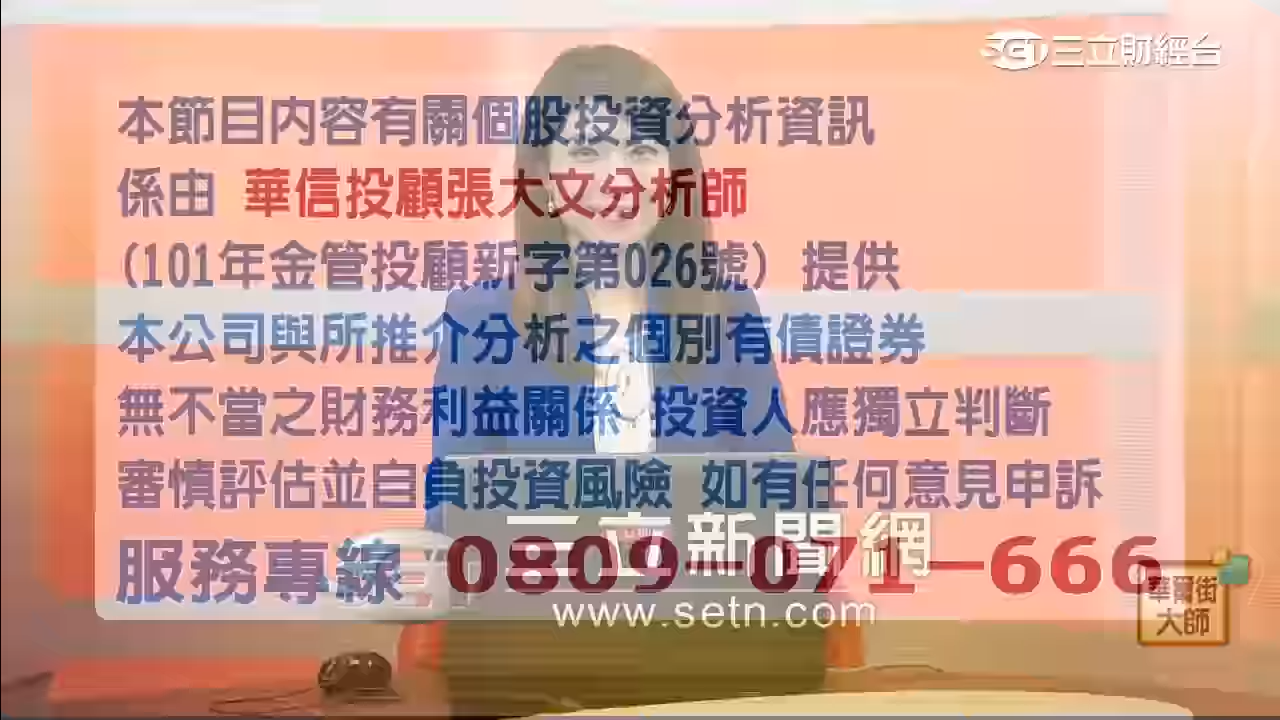 三立財經台
本節目內容有關個股投資分析資訊
係由 華信投顧張大文分析師
(101年金管投顧新字第026號) 提供
本公司與所推介分析之個別有價證券
無不當之財務利益關係 投資人應獨立判斷
審慎評估並自負投資風險 如有任何意見申訴
服務專線 0809-071-666
三立新聞網
www.setn.com
華爾街
大師